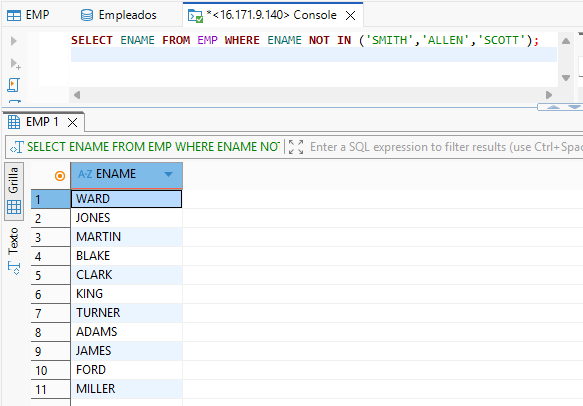 EMP Empleados *<16.171.9.140> Console
SELECT ENAME FROM EMP WHERE ENAME NOT IN ('SMITH','ALLEN','SCOTT');
EMP 1
SELECT ENAME FROM EMP WHERE ENAME NOT Enter a SQL expression to filter results (use Ctrl+Spac
Grilla
Texto
A-Z ENAME
1 WARD
2 JONES
3 MARTIN
4 BLAKE
5 CLARK
6 KING
7 TURNER
8 ADAMS
9 JAMES
10 FORD
11 MILLER